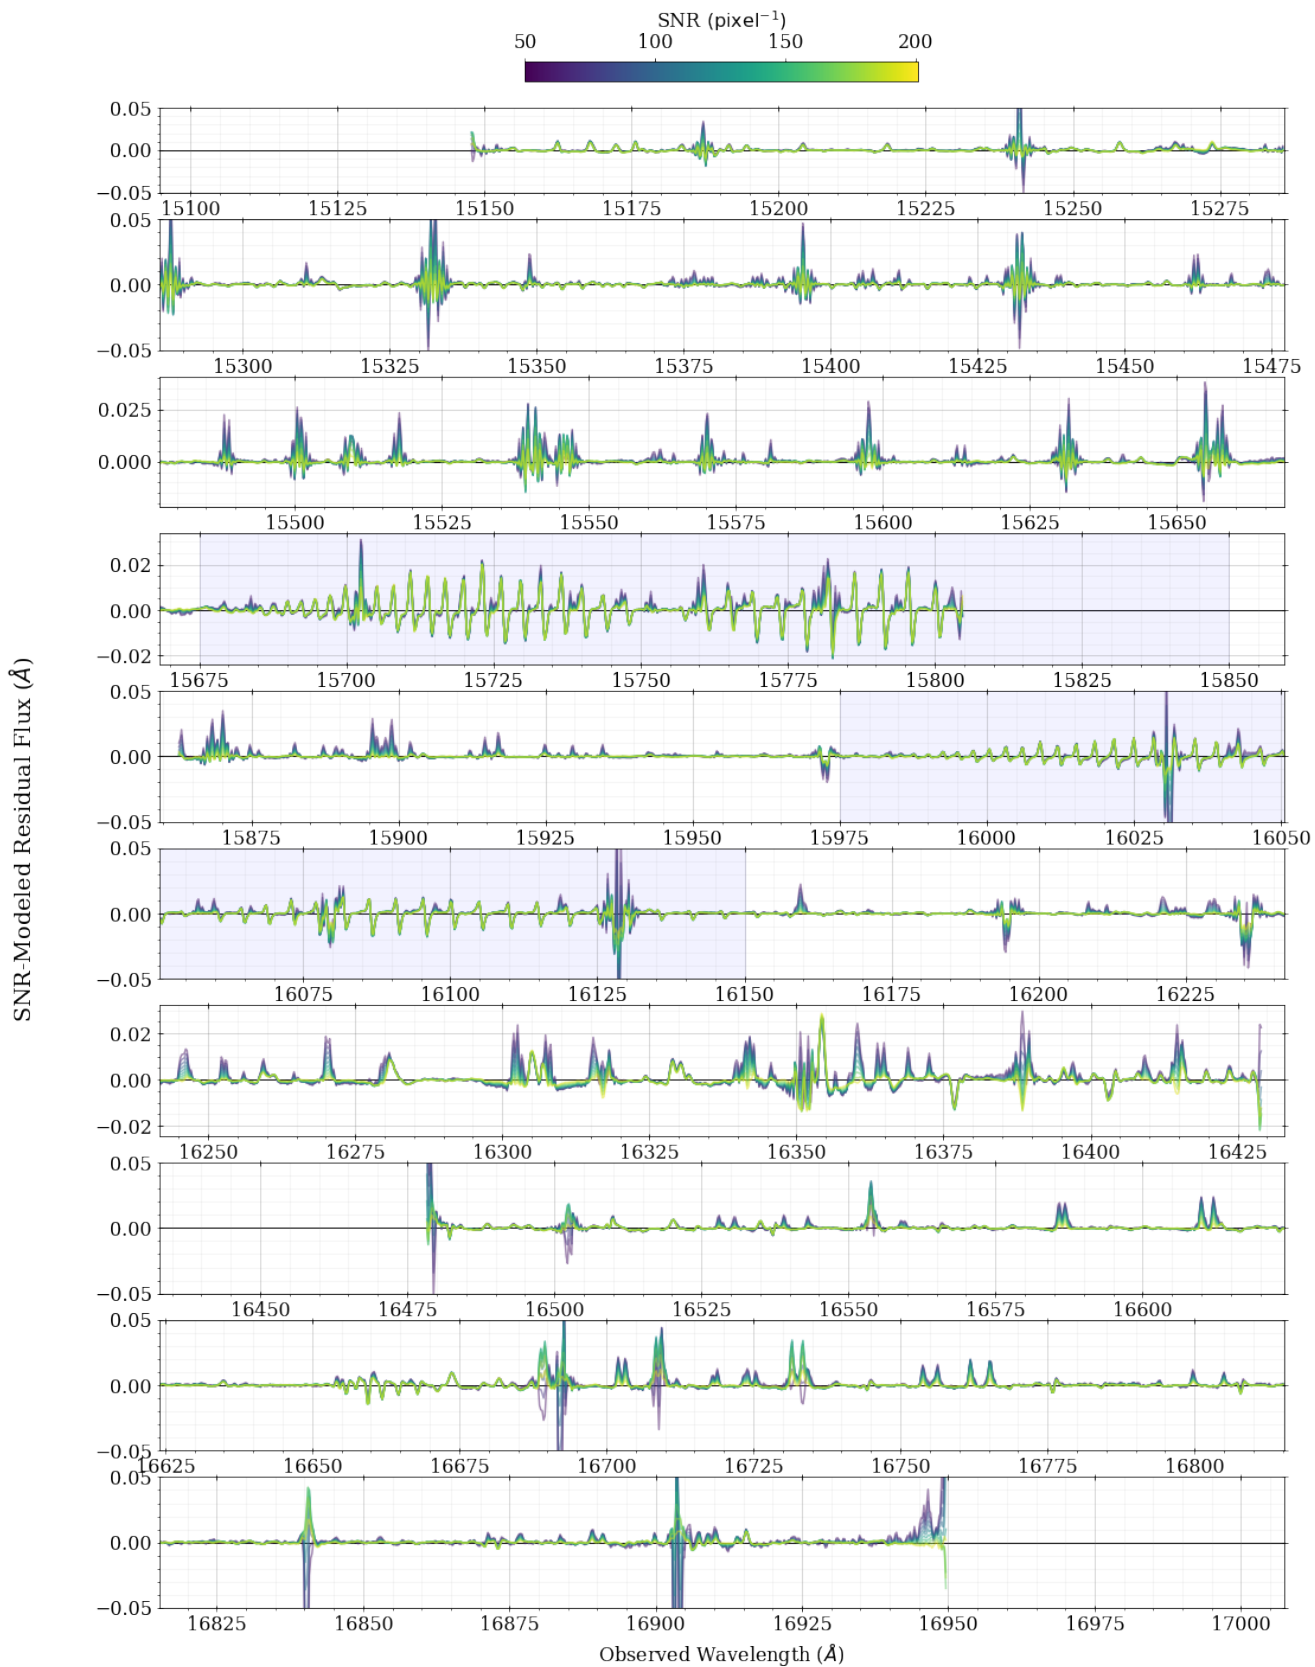 SNR (pixel⁻¹)
50 100 150 200
0.05
0.00
−0.05
15100 15125 15150 15175 15200 15225 15250 15275
0.05
0.00
−0.05
15300 15325 15350 15375 15400 15425 15450 15475
0.025
0.000
15500 15525 15550 15575 15600 15625 15650
0.02
0.00
−0.02
15675 15700 15725 15750 15775 15800 15825 15850
0.05
0.00
−0.05
15875 15900 15925 15950 15975 16000 16025 16050
0.05
0.00
−0.05
16075 16100 16125 16150 16175 16200 16225
0.02
0.00
−0.02
16250 16275 16300 16325 16350 16375 16400 16425
0.05
0.00
−0.05
16450 16475 16500 16525 16550 16575 16600
0.05
0.00
−0.05
16625 16650 16675 16700 16725 16750 16775 16800
0.05
0.00
−0.05
16825 16850 16875 16900 16925 16950 16975 17000
Observed Wavelength (Å)
SNR-Modeled Residual Flux (Å)